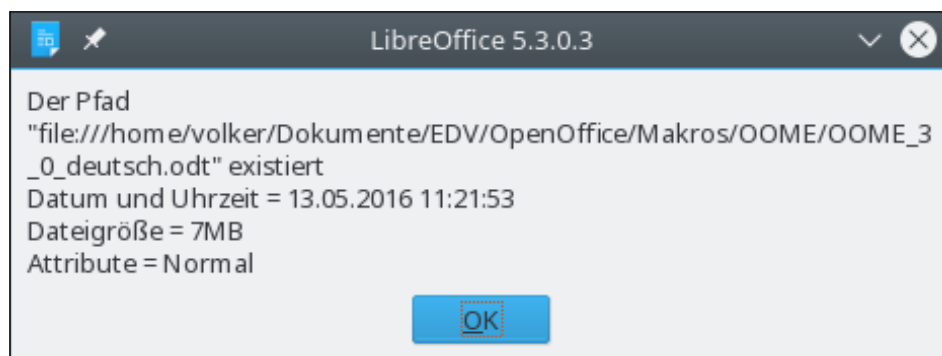 LibreOffice 5.3.0.3
Der Pfad
"file:///home/volker/Dokumente/EDV/OpenOffice/Makros/OOME/OOME_3
_0_deutsch.odt" existiert
Datum und Uhrzeit = 13.05.2016 11:21:53
Dateigröße = 7MB
Attribute = Normal
OK